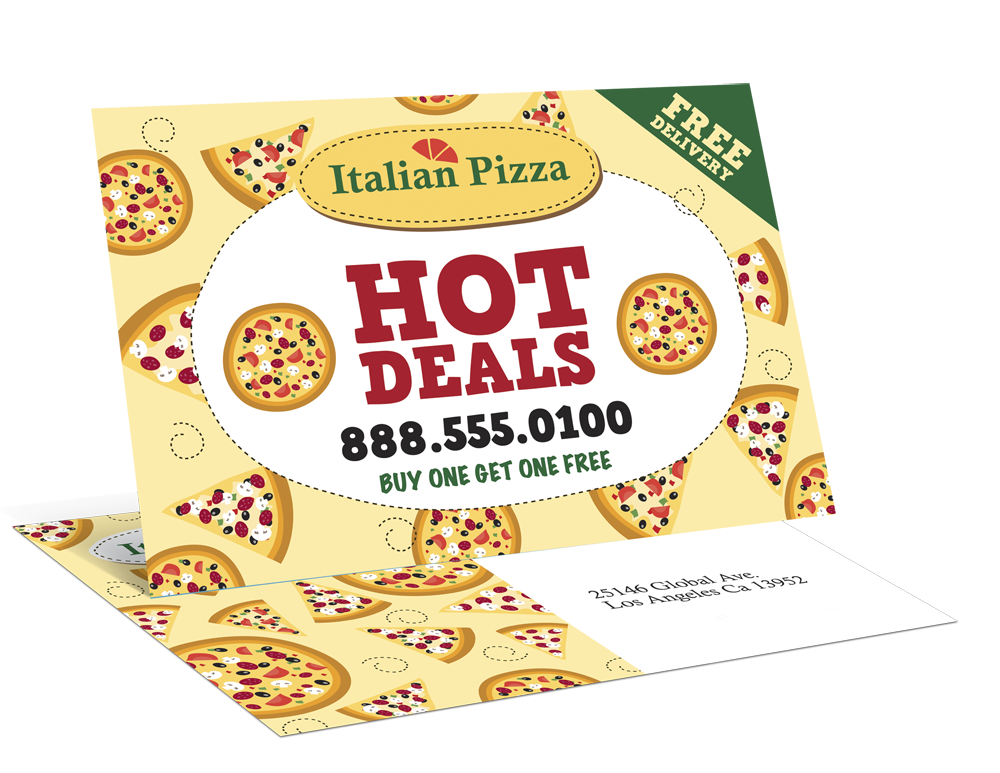 FREE
DELIVERY
Italian Pizza
HOT
DEALS
888.555.0100
BUY ONE GET ONE FREE
25146 Global Ave.
Los Angeles Ca 13952